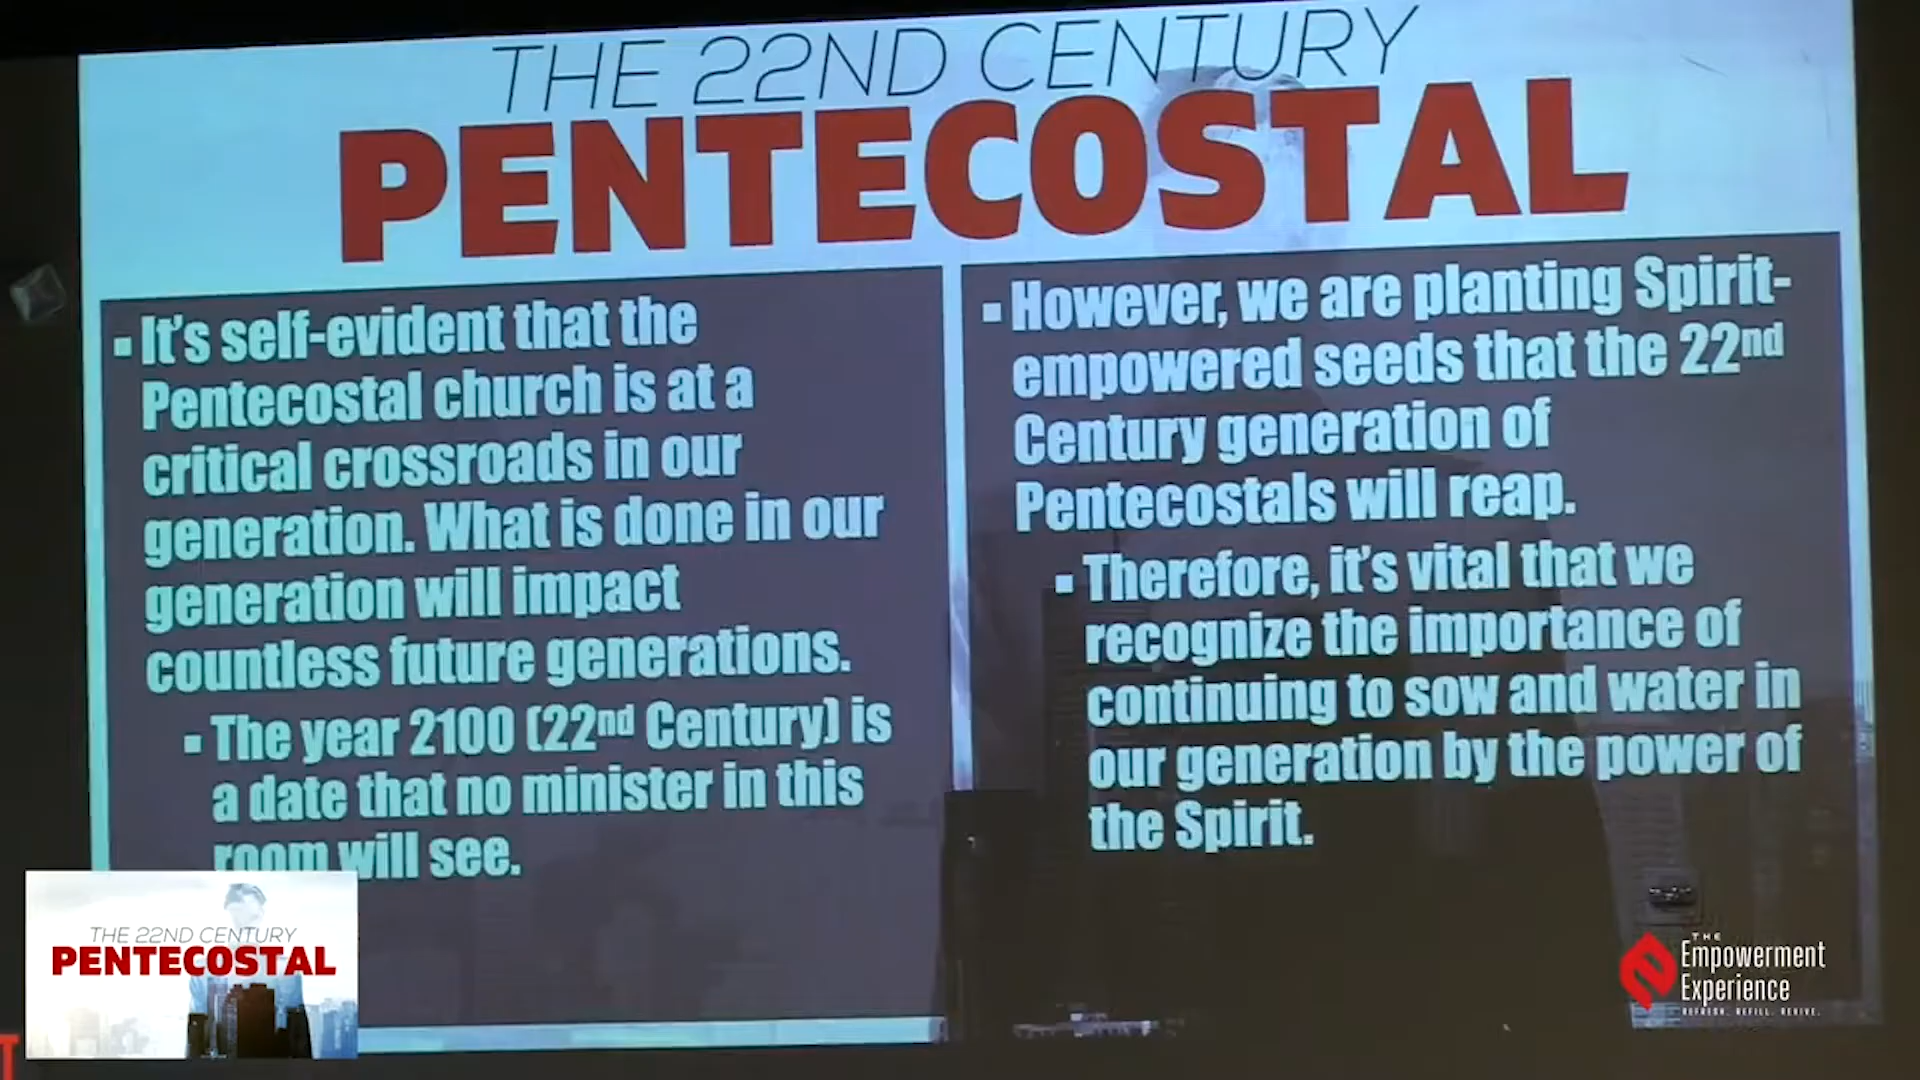 THE 22ND CENTURY
PENTECOSTAL
▪ It's self-evident that the
Pentecostal church is at a
critical crossroads in our
generation. What is done in our
generation will impact
countless future generations.
▪ The year 2100 (22nd Century) is
a date that no minister in this
room will see.
▪ However, we are planting Spirit-
empowered seeds that the 22nd
Century generation of
Pentecostals will reap.
▪ Therefore, it's vital that we
recognize the importance of
continuing to sow and water in
our generation by the power of
the Spirit.
THE 22ND CENTURY
PENTECOSTAL
THE
Empowerment
Experience
REFRESH. REFILL. REVIVE.
T